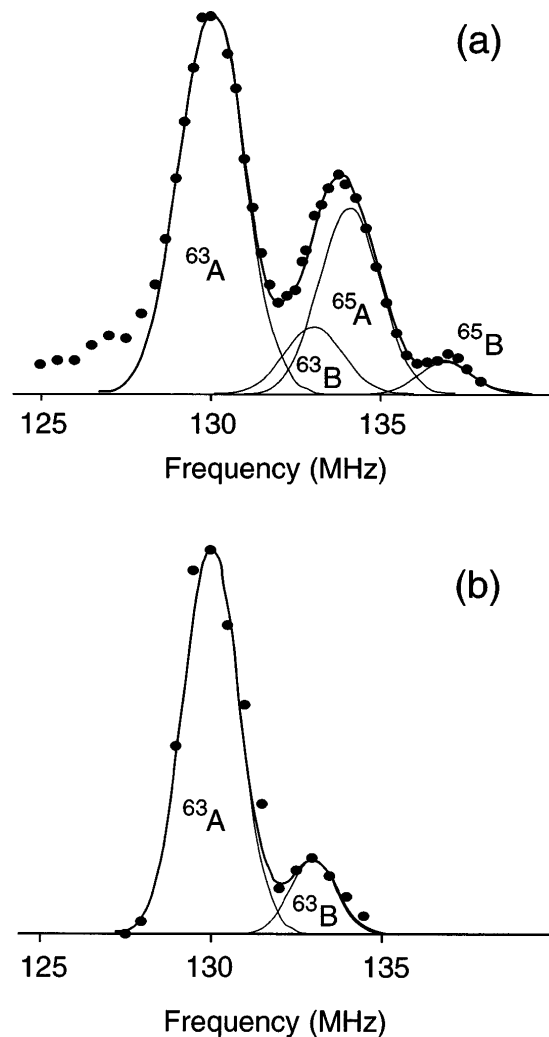 (a)
⁶³A
⁶⁵A
⁶³B
⁶⁵B
125 130 135
Frequency (MHz)
(b)
⁶³A
⁶³B
125 130 135
Frequency (MHz)